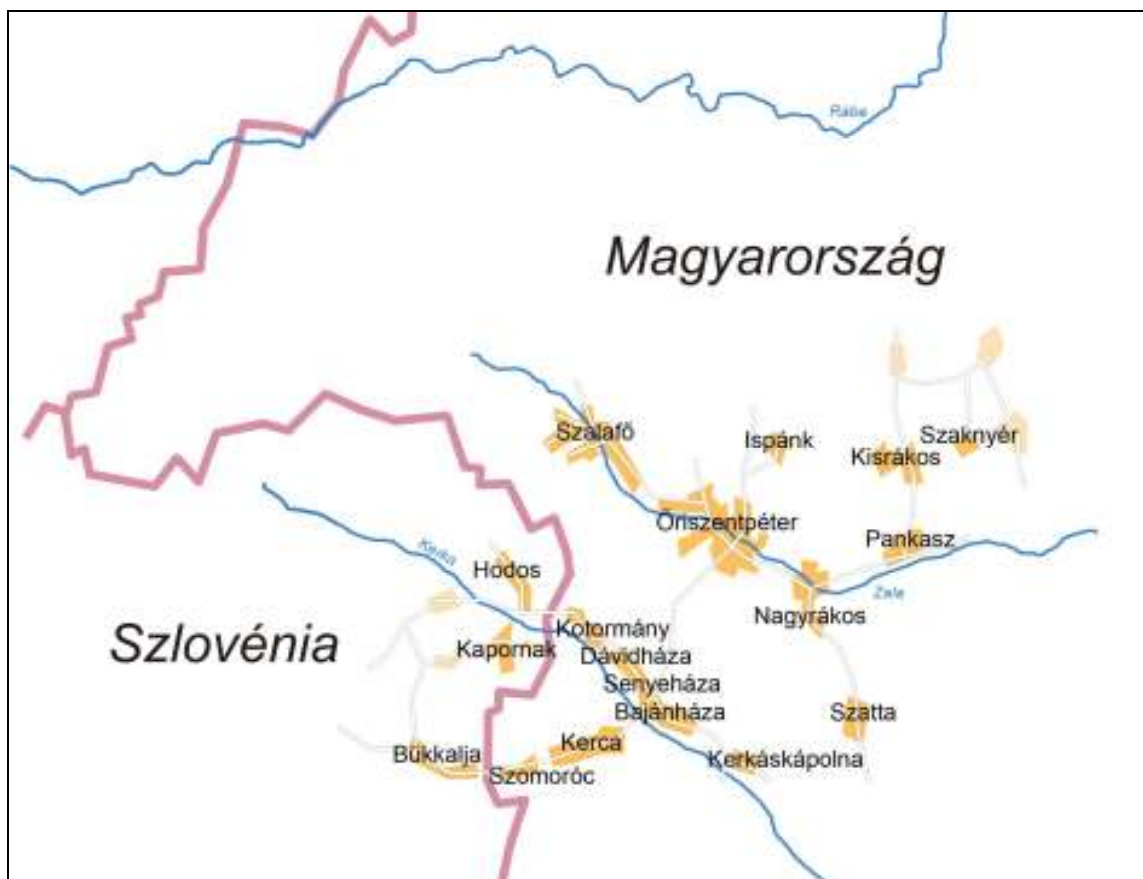 Rába
Magyarország
Szalafő
Ispánk
Szaknyér
Kisrákos
Őriszentpéter
Pankasz
Kerka
Hodos
Zala
Nagyrákos
Szlovénia
Kotormány
Kapornak
Dávidháza
Senyeháza
Bajánháza
Szatta
Kerca
Bükkalja
Kerkáskápolna
Szomoróc